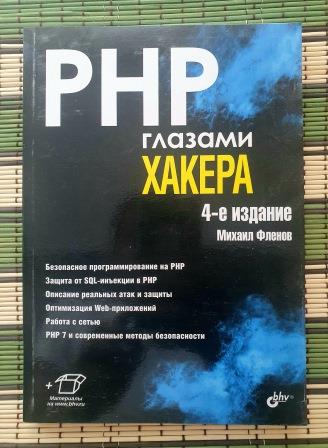 PHP
глазами
ХАКЕРА
4-е издание
Михаил Фленов
Безопасное программирование на PHP
Защита от SQL-инъекции в PHP
Описание реальных атак и защиты
Оптимизация Web-приложений
Работа с сетью
PHP 7 и современные методы безопасности
+
Материалы
на www.bhv.ru
bhv®